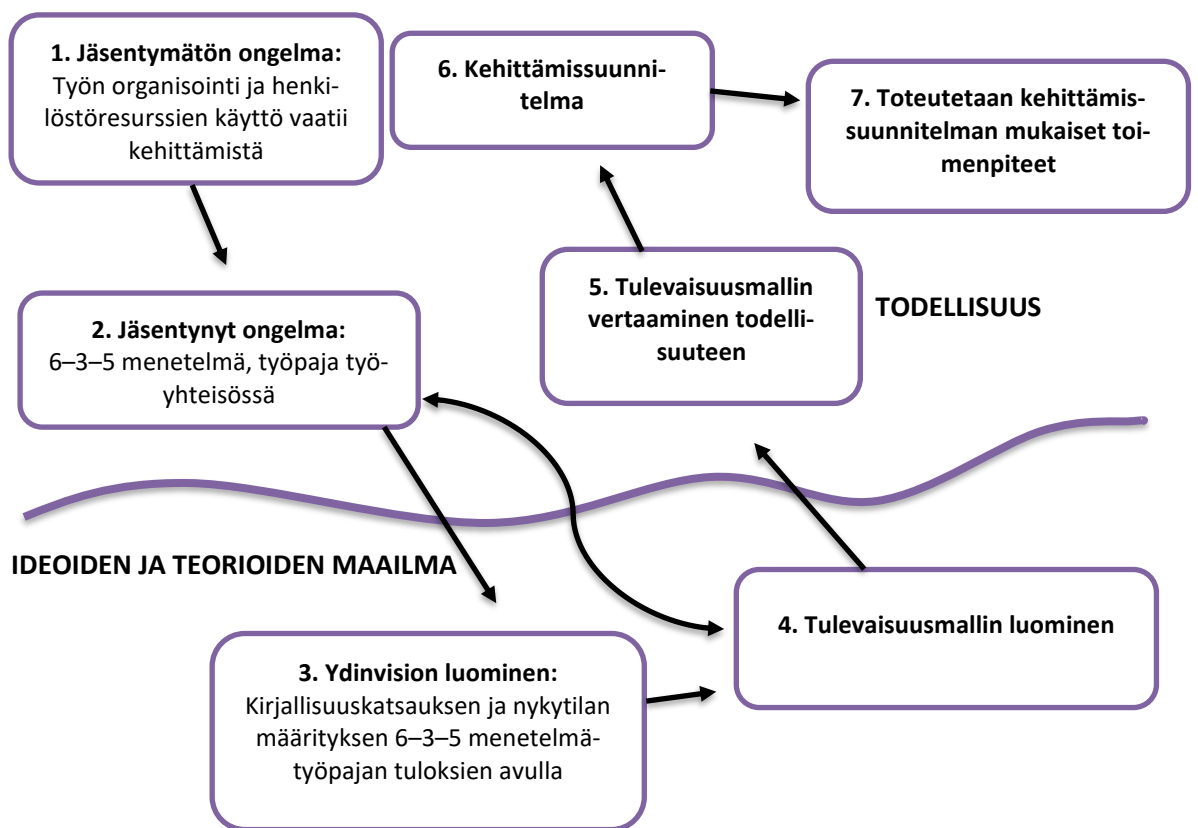 1. Jäsentymätön ongelma:
Työn organisointi ja henki-
löstöresurssien käyttö vaatii
kehittämistä
2. Jäsentynyt ongelma:
6–3–5 menetelmä, työpaja työ-
yhteisössä
3. Ydinvision luominen:
Kirjallisuuskatsauksen ja nykytilan
määrityksen 6–3–5 menetelmä-
työpajan tuloksien avulla
4. Tulevaisuusmallin luominen
5. Tulevaisuusmallin
vertaaminen todelli-
suuteen
6. Kehittämissuunni-
telma
7. Toteutetaan kehittämis-
suunnitelman mukaiset toi-
menpiteet
TODELLISUUS
IDEOIDEN JA TEORIOIDEN MAAILMA